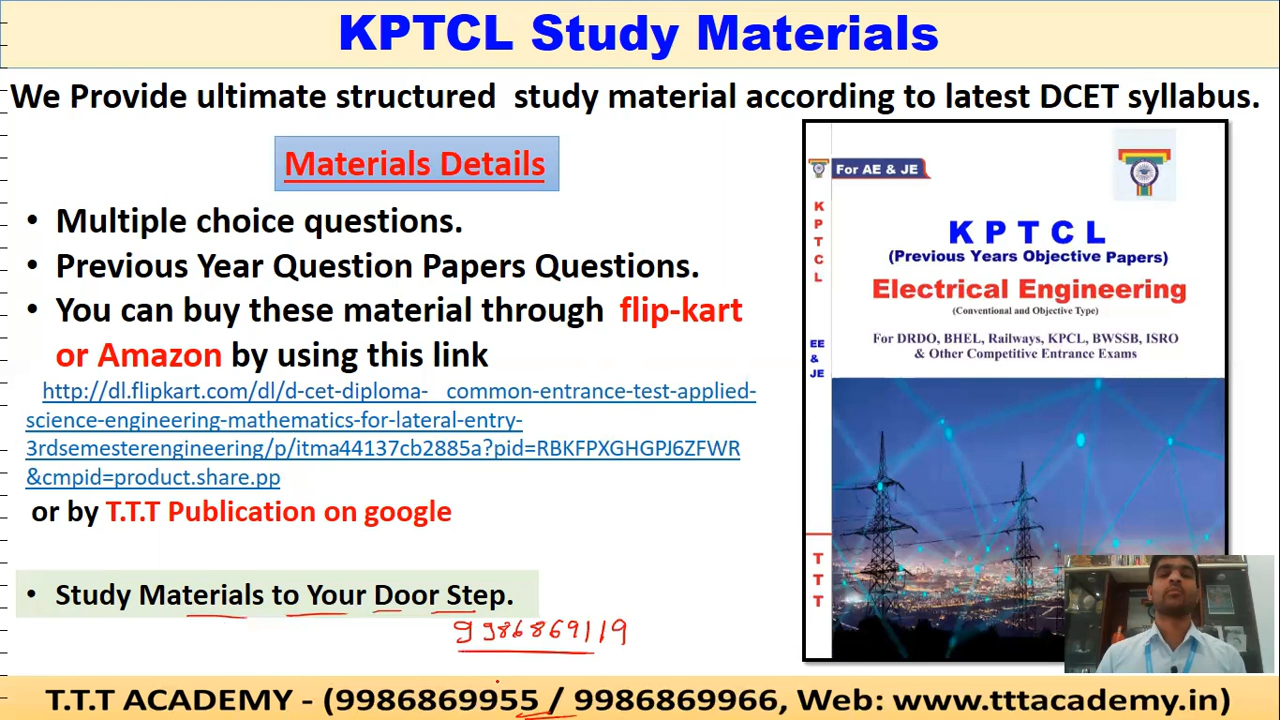 KPTCL Study Materials
We Provide ultimate structured study material according to latest DCET syllabus.
Materials Details
• Multiple choice questions.
• Previous Year Question Papers Questions.
• You can buy these material through flip-kart
or Amazon by using this link
http://dl.flipkart.com/dl/d-cet-diploma- common-entrance-test-applied-
science-engineering-mathematics-for-lateral-entry-
3rdsemesterengineering/p/itma44137cb2885a?pid=RBKFPXGHGPJ6ZFWR
&cmpid=product.share.pp
or by T.T.T Publication on google
• Study Materials to Your Door Step.
9986869119
For AE & JE
KPTCL
EE
&
JE
TTT
K P T C L
(Previous Years Objective Papers)
Electrical Engineering
(Conventional and Objective Type)
For DRDO, BHEL, Railways, KPCL, BWSSB, ISRO
& Other Competitive Entrance Exams
T.T.T ACADEMY - (9986869955 / 9986869966, Web: www.tttacademy.in)